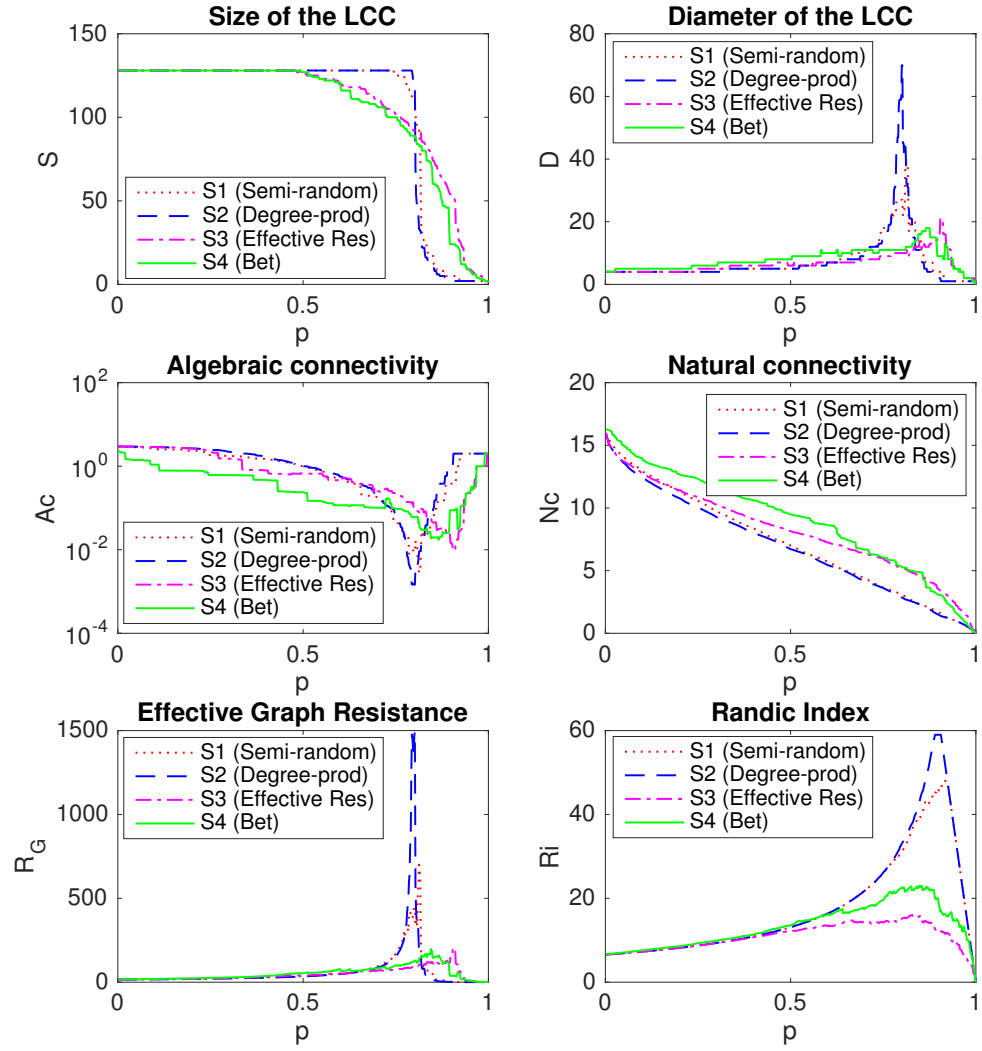 Size of the LCC
150
100
50
0
S
0
0.5
1
p
S1 (Semi-random)
S2 (Degree-prod)
S3 (Effective Res)
S4 (Bet)
Diameter of the LCC
80
60
40
20
0
D
0
0.5
1
p
S1 (Semi-random)
S2 (Degree-prod)
S3 (Effective Res)
S4 (Bet)
Algebraic connectivity
10^2
10^0
10^-2
10^-4
Ac
0
0.5
1
p
S1 (Semi-random)
S2 (Degree-prod)
S3 (Effective Res)
S4 (Bet)
Natural connectivity
20
15
10
5
0
Nc
0
0.5
1
p
S1 (Semi-random)
S2 (Degree-prod)
S3 (Effective Res)
S4 (Bet)
Effective Graph Resistance
1500
1000
500
0
R_G
0
0.5
1
p
S1 (Semi-random)
S2 (Degree-prod)
S3 (Effective Res)
S4 (Bet)
Randic Index
60
40
20
0
Ri
0
0.5
1
p
S1 (Semi-random)
S2 (Degree-prod)
S3 (Effective Res)
S4 (Bet)